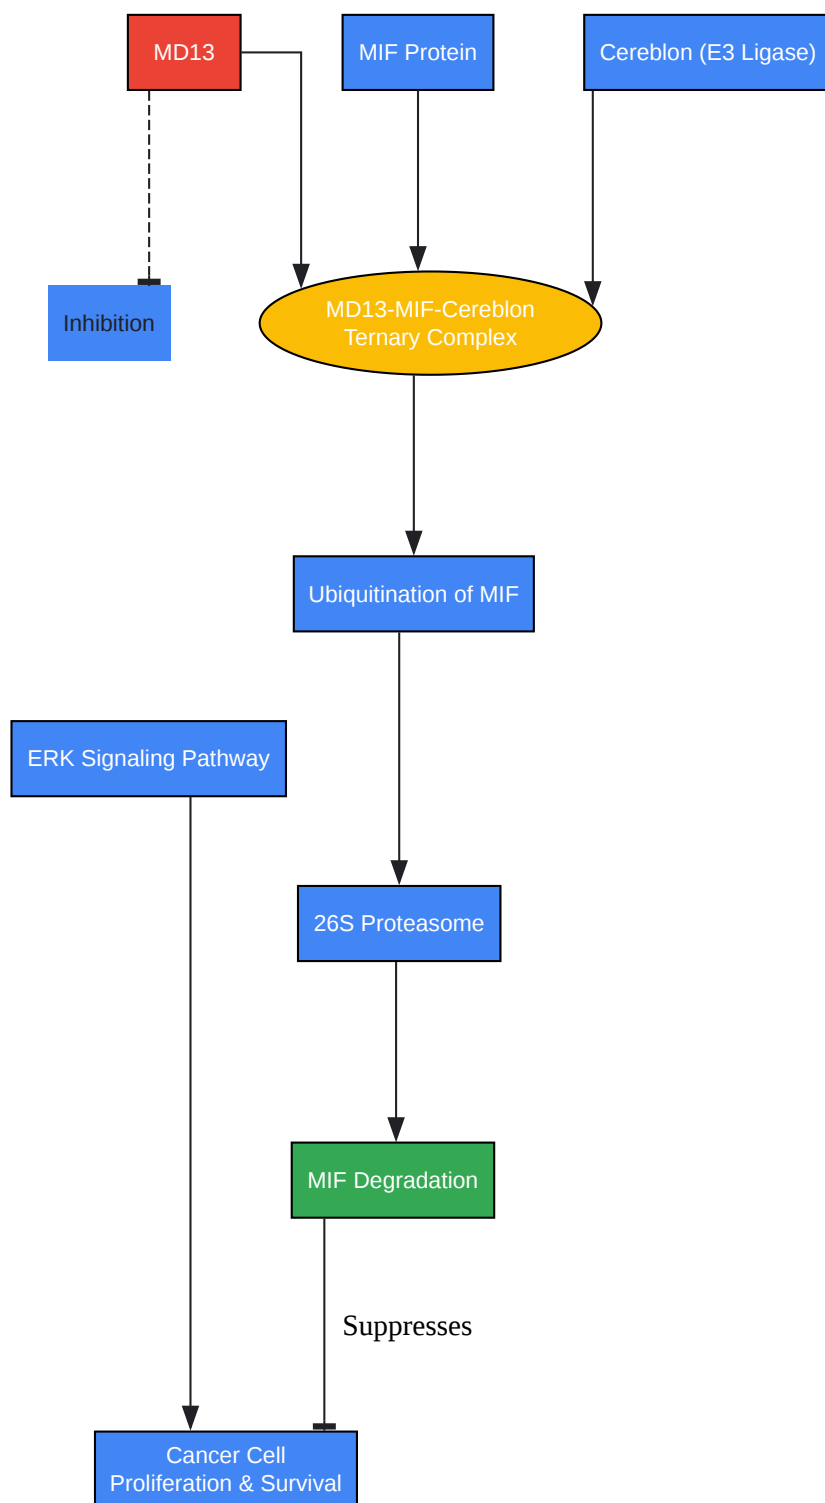 MD13
MIF Protein
Cereblon (E3 Ligase)
Inhibition
MD13-MIF-Cereblon
Ternary Complex
Ubiquitination of MIF
ERK Signaling Pathway
26S Proteasome
MIF Degradation
Suppresses
Cancer Cell
Proliferation & Survival